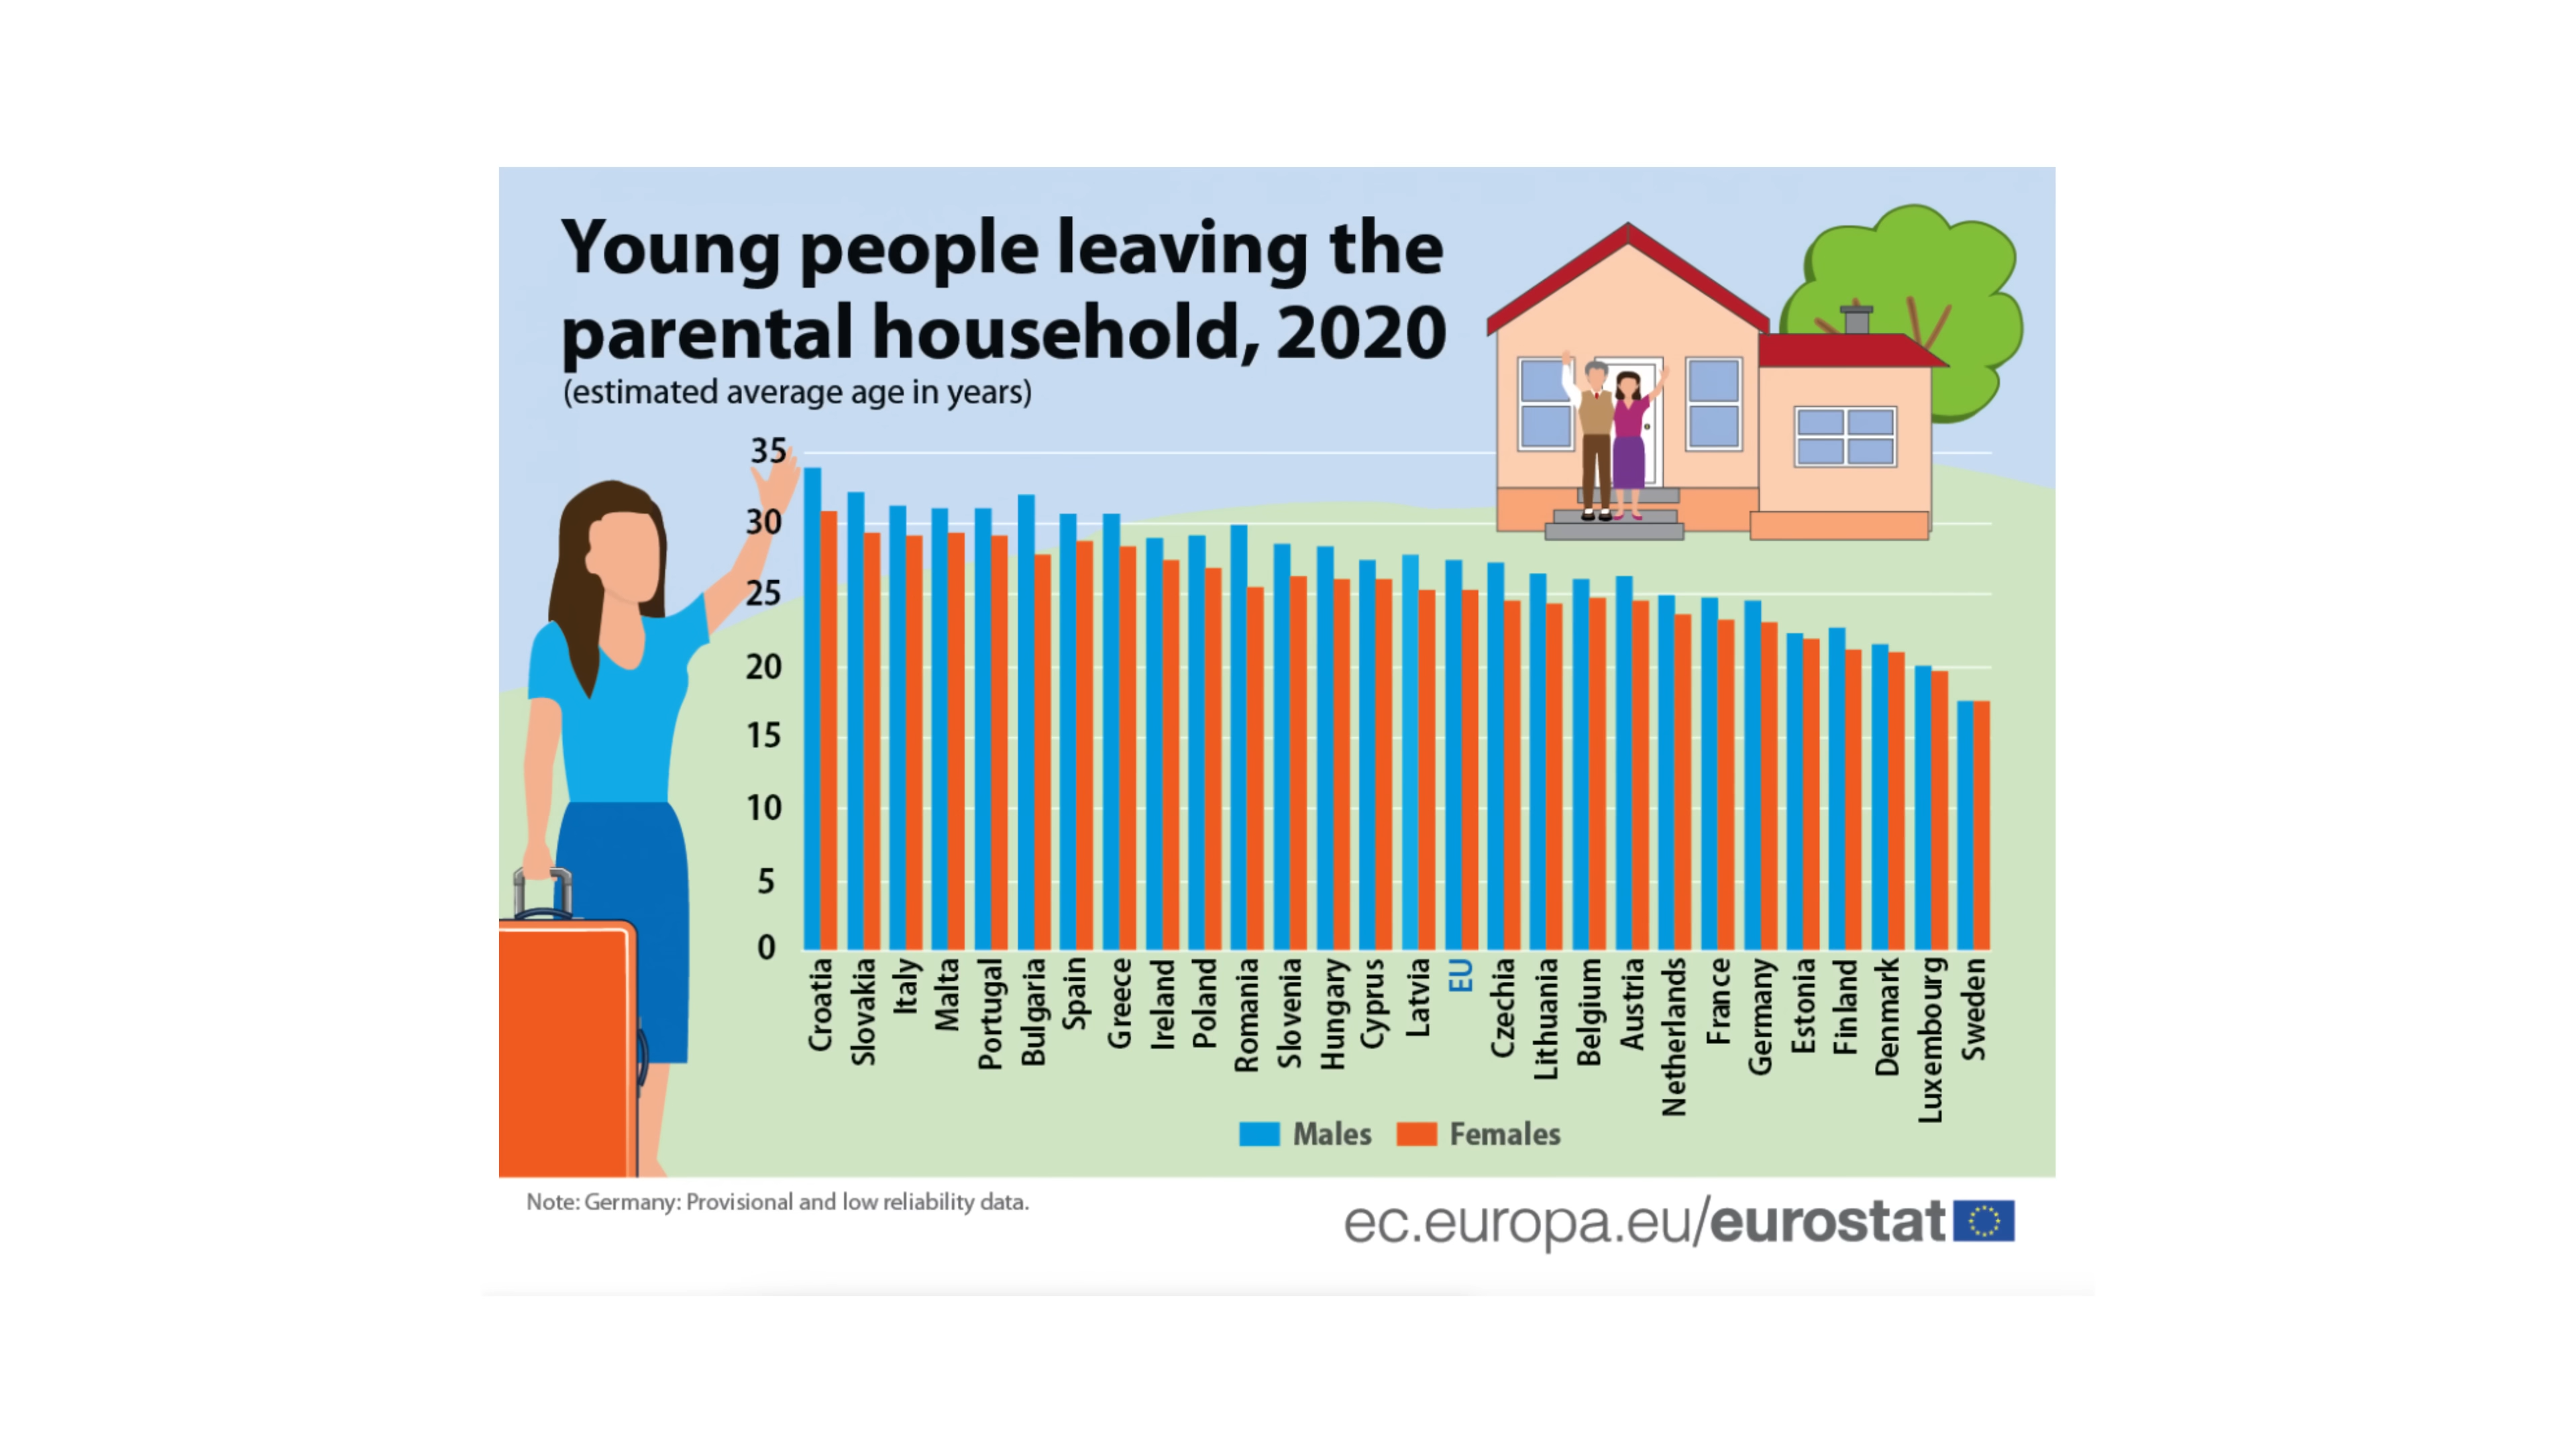 Young people leaving the
parental household, 2020
(estimated average age in years)
35
30
25
20
15
10
5
0
Croatia
Slovakia
Italy
Malta
Portugal
Bulgaria
Spain
Greece
Ireland
Poland
Romania
Slovenia
Hungary
Cyprus
Latvia
EU
Czechia
Lithuania
Belgium
Austria
Netherlands
France
Germany
Estonia
Finland
Denmark
Luxembourg
Sweden
Males Females
Note: Germany: Provisional and low reliability data.
ec.europa.eu/eurostat